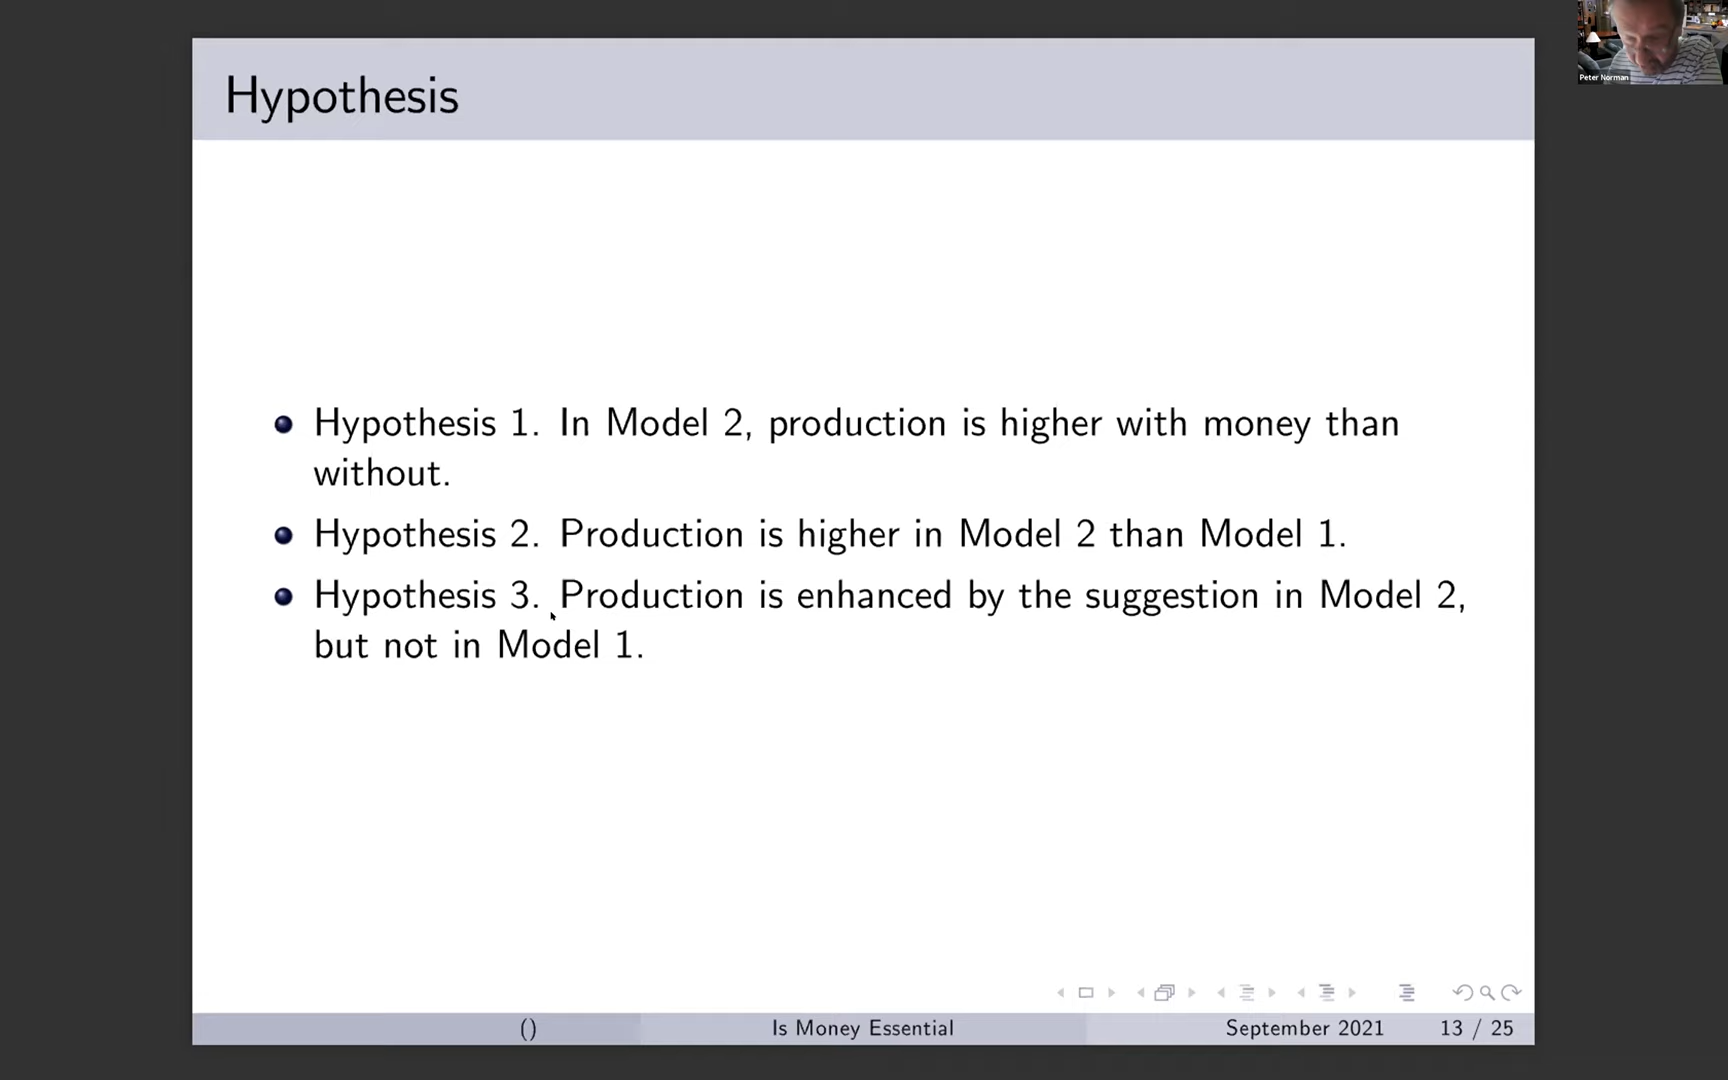 Peter Norman
Hypothesis
Hypothesis 1. In Model 2, production is higher with money than
without.
Hypothesis 2. Production is higher in Model 2 than Model 1.
Hypothesis 3. Production is enhanced by the suggestion in Model 2,
but not in Model 1.
() Is Money Essential September 2021 13 / 25